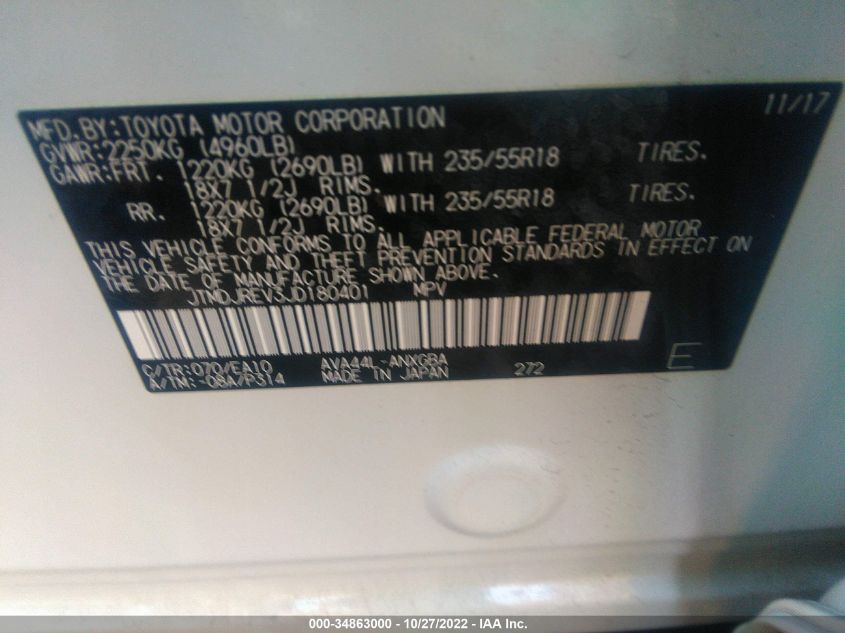 11/17
MFD.BY:TOYOTA MOTOR CORPORATION
GVWR:2250KG (4960LB)
GAWR:FRT. 1220KG (2690LB) WITH 235/55R18 TIRES.
18X7 1/2J RIMS.
RR. 1220KG (2690LB) WITH 235/55R18 TIRES.
18X7 1/2J RIMS.
THIS VEHICLE CONFORMS TO ALL APPLICABLE FEDERAL MOTOR
VEHICLE SAFETY AND THEFT PREVENTION STANDARDS IN EFFECT ON
THE DATE OF MANUFACTURE SHOWN ABOVE.
JTMDJREV3JD180401 MPV
C/TR:070/EA10 AVA44L-ANXGBA 272 E
A/TM:-08A/P314 MADE IN JAPAN
000-34863000 - 10/27/2022 - IAA Inc.